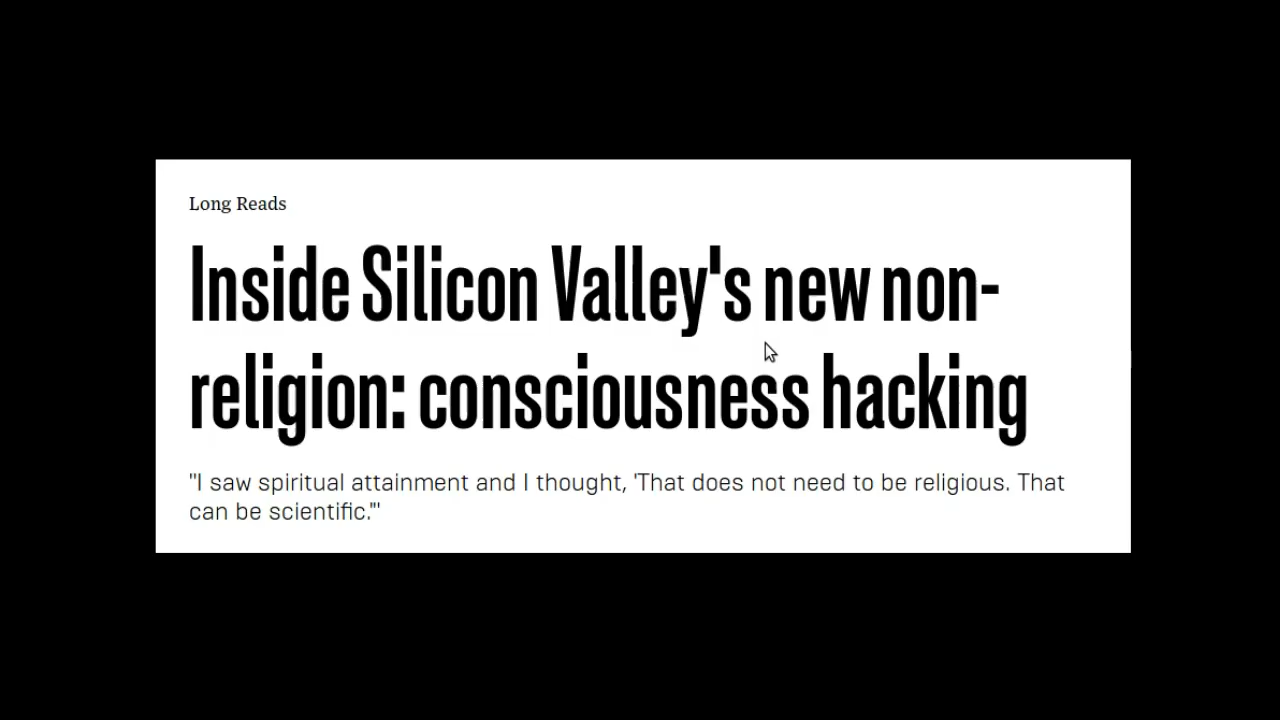 Long Reads
Inside Silicon Valley's new non-
religion: consciousness hacking
"I saw spiritual attainment and I thought, 'That does not need to be religious. That
can be scientific.'"